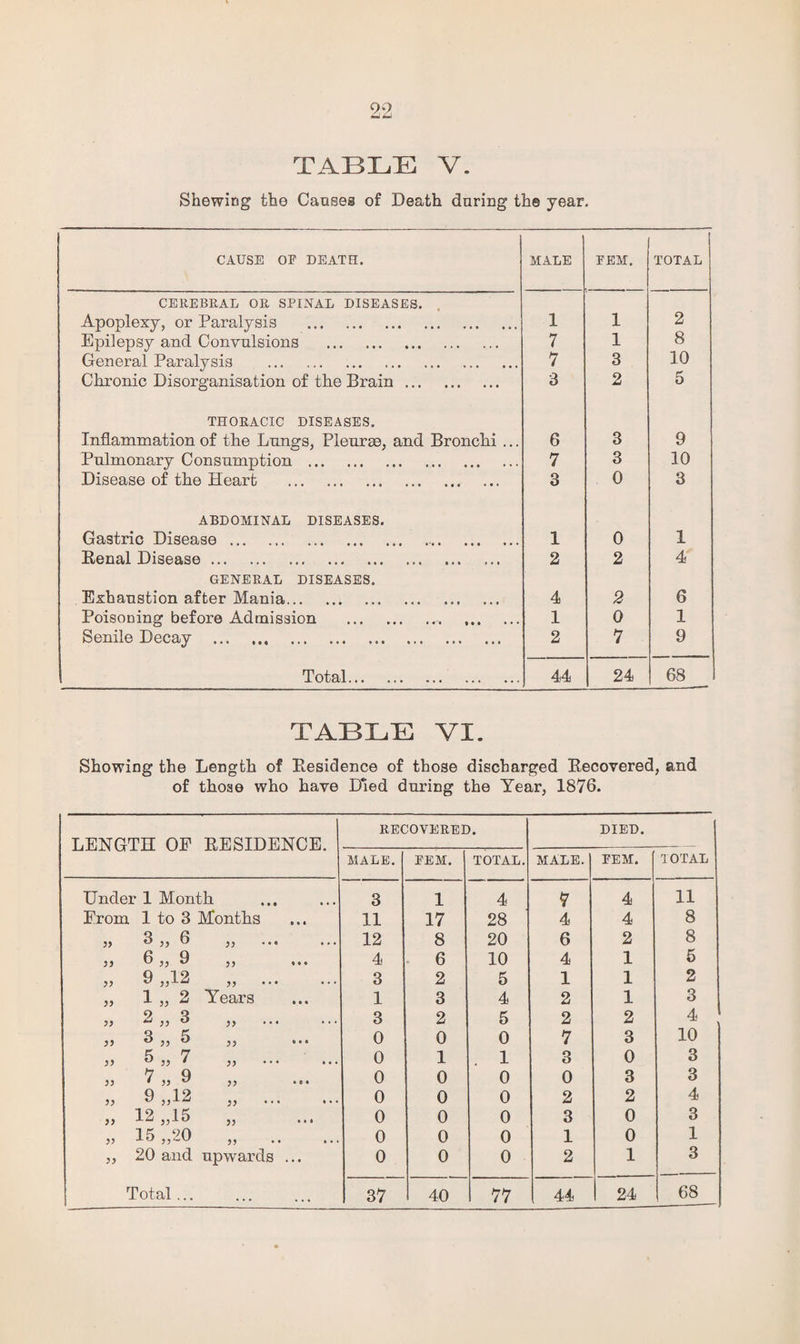 22
TABLE V.
Shewing the Causes of Death during the year.
CAUSE OF DEATH. MALE FEM. TOTAL
CEREBRAL OR SPINAL DISEASES.
Apoplexy, or Paralysis ... ... ... ... ... ... 1 1 2
Epilepsy and Convulsions ... ... ... ... ... 7 1 8
General Paralysis ... ... ... ... ... ... ... 7 3 10
Chronic Disorganisation of the Brain ... ... ... 3 2 5
THORACIC DISEASES.
Inflammation of the Lungs, Pleuræ, and Bronchi ... 6 3 9
Pulmonary Consumption ... ... ... ... ... ... 7 3 10
Disease of the Heart ... ... ... ... ... ... 3 0 3
ABDOMINAL DISEASES.
Gastric Disease ... ... ... ... ... ... ... ... 1 0 1
Renal Disease ... ... ... ... ... ... ... ... 2 2 4
GENERAL DISEASES.
Exhaustion after Mania... ... ... ... ... ... 4 2 6
Poisoning before Admission ... ... ... ... ... 1 0 1
Senile Decay ... ... ... ... ... ... ... ... 2 7 9
Total... ... ... ... ... 44 24 68
TABLE VI.
Showing the Length of Residence of those discharged Recovered, and
of those who have Died during the Year, 1876.
LENGTH OF RESIDENCE. RECOVERED. DIED.
MALE. FEM. TOTAL. MALE. FEM. TOTAL
Under 1 Month ... ... 3 1 4 7 4 11
From 1 to 3 Months ... 11 17 28 4 4 8
„ 3 „ 6 „ ... ... 12 8 20 6 2 8
„ 6 „ 9 „ ... 4 6 10 4 1 5
„ 9 „12 „ ... ... 3 2 5 1 1 2
„ 1 „ 2 Years ... 1 3 4 2 1 3
„ 2 „ 3 „ ... ... 3 2 5 2 2 4
„ 3 „ 5 „ ... 0 0 0 7 3 10
„ 5 „ 7 „ ... ... 0 1 1 3 0 3
„ 7 „ 9 „ ... 0 0 0 0 3 3
„ 9 „12 „ ... ... 0 0 0 2 2 4
„ 12 „15 „ ... 0 0 0 3 0 3
„ 15 „20 „ .. ... 0 0 0 1 0 1
„ 20 and upwards ... 0 0 0 2 1 3
Total ... ... ... 37 40 77 44 24 68